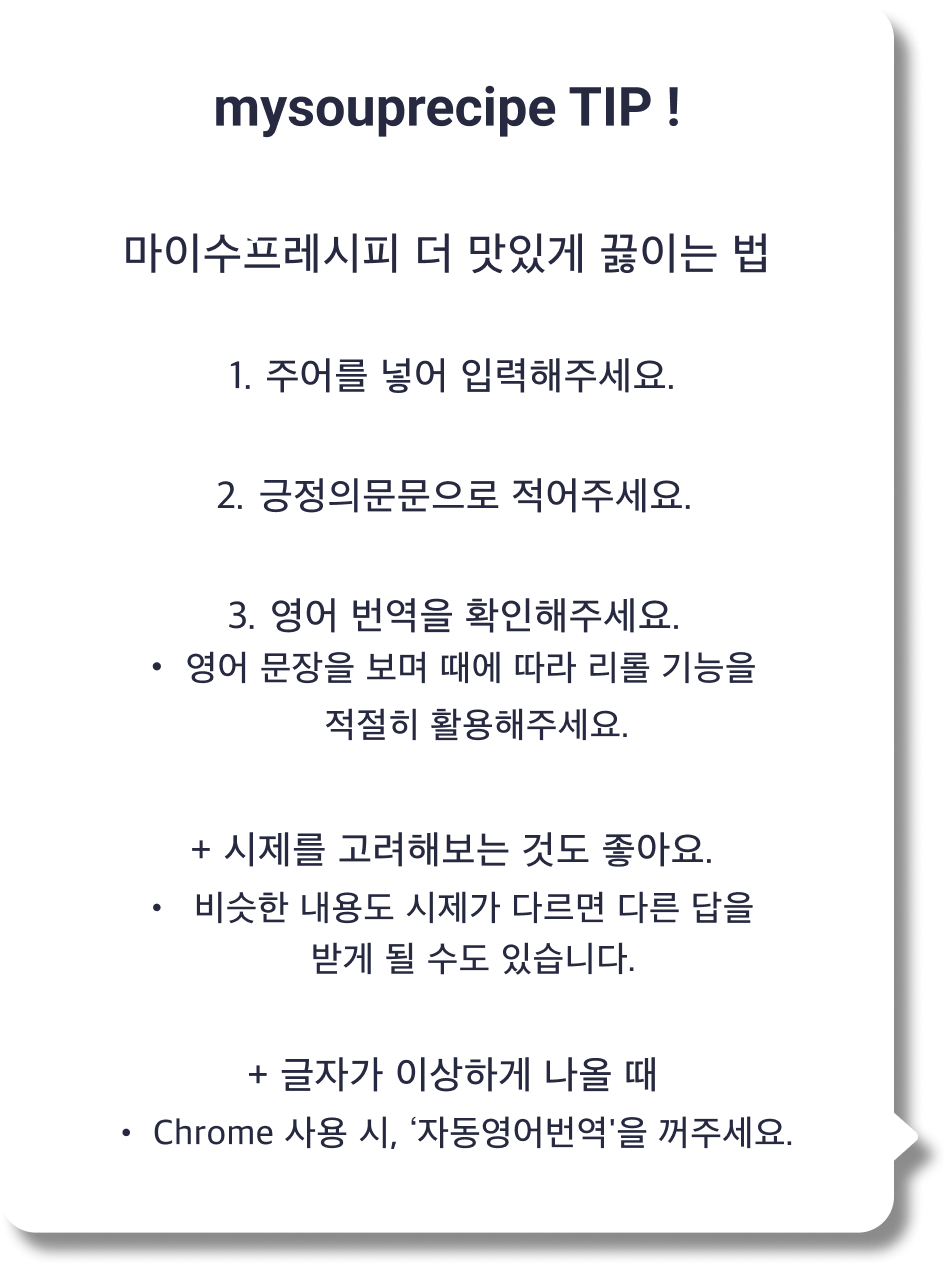 mysouprecipe TIP !
마이수프레시피 더 맛있게 끓이는 법
1. 주어를 넣어 입력해주세요.
2. 긍정의문문으로 적어주세요.
3. 영어 번역을 확인해주세요.
• 영어 문장을 보며 때에 따라 리롤 기능을
적절히 활용해주세요.
+ 시제를 고려해보는 것도 좋아요.
• 비슷한 내용도 시제가 다르면 다른 답을
받게 될 수도 있습니다.
+ 글자가 이상하게 나올 때
• Chrome 사용 시, ‘자동영어번역'을 꺼주세요.